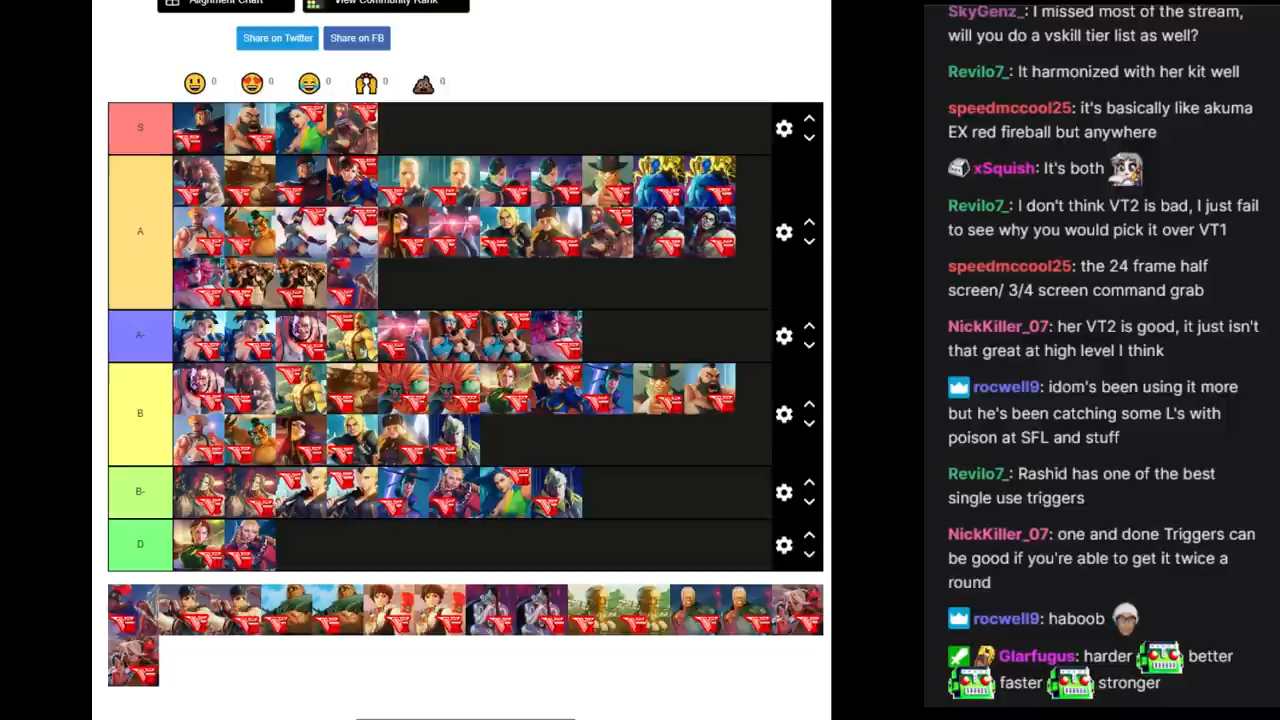 Alignment Chart
View Community Rank
Share on Twitter
Share on FB
0
0
0
0
0
S
A
A-
B
B-
D
SkyGenz_: I missed most of the stream,
will you do a vskill tier list as well?
Revilo7_: It harmonized with her kit well
speedmccool25: it's basically like akuma
EX red fireball but anywhere
xSquish: It's both
Revilo7_: I don't think VT2 is bad, I just fail
to see why you would pick it over VT1
speedmccool25: the 24 frame half
screen/ 3/4 screen command grab
NickKiller_07: her VT2 is good, it just isn't
that great at high level I think
rocwell9: idom's been using it more
but he's been catching some L's with
poison at SFL and stuff
Revilo7_: Rashid has one of the best
single use triggers
NickKiller_07: one and done Triggers can
be good if you're able to get it twice a
round
rocwell9: haboob
Glarfugus: harder better
faster stronger